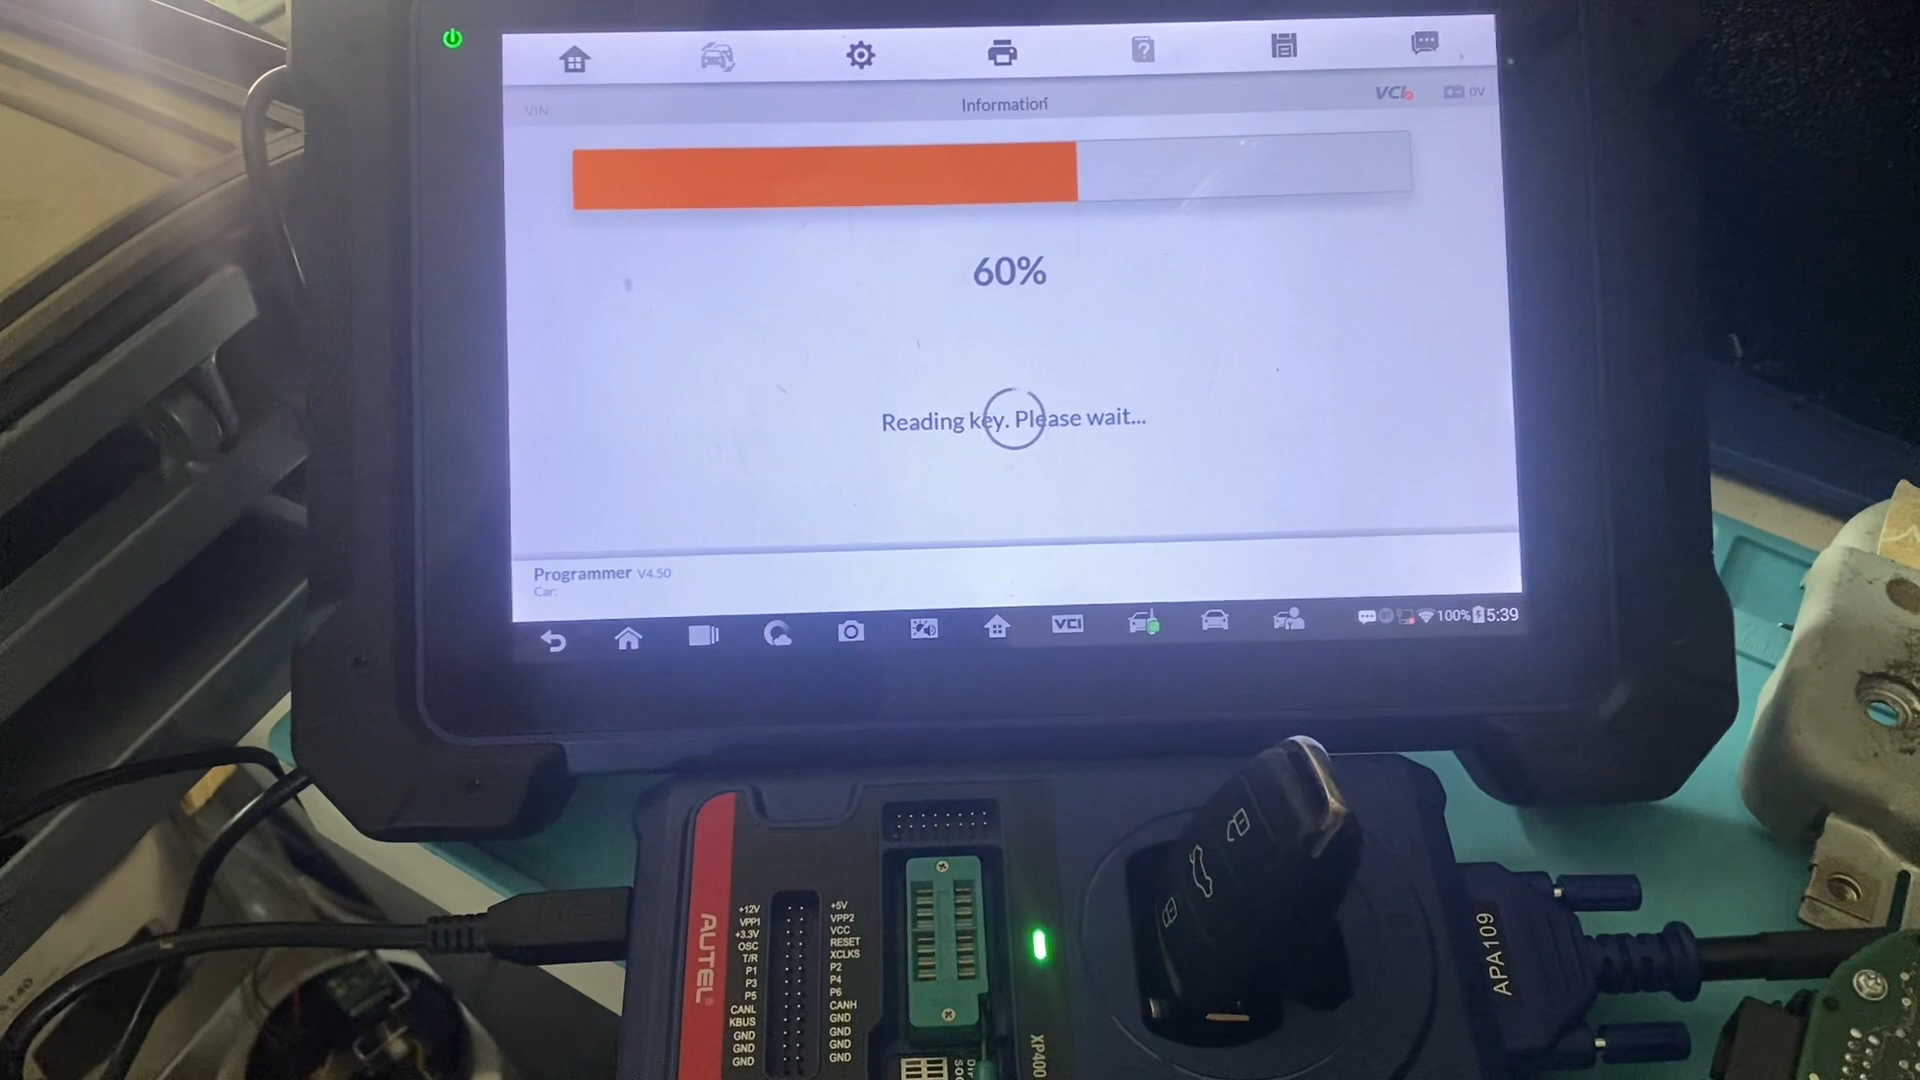 VIN
Information
VCI
0V
60%
Reading key. Please wait...
Programmer V4.50
Car:
VCI
100%
5:39
AUTEL
+12V
VPP1
+3.3V
OSC
T/R
P1
P3
P5
CANL
KBUS
GND
GND
GND
+5V
VPP2
VCC
RESET
XCLKS
P2
P4
P6
CANH
GND
GND
GND
GND
XP400
APA109